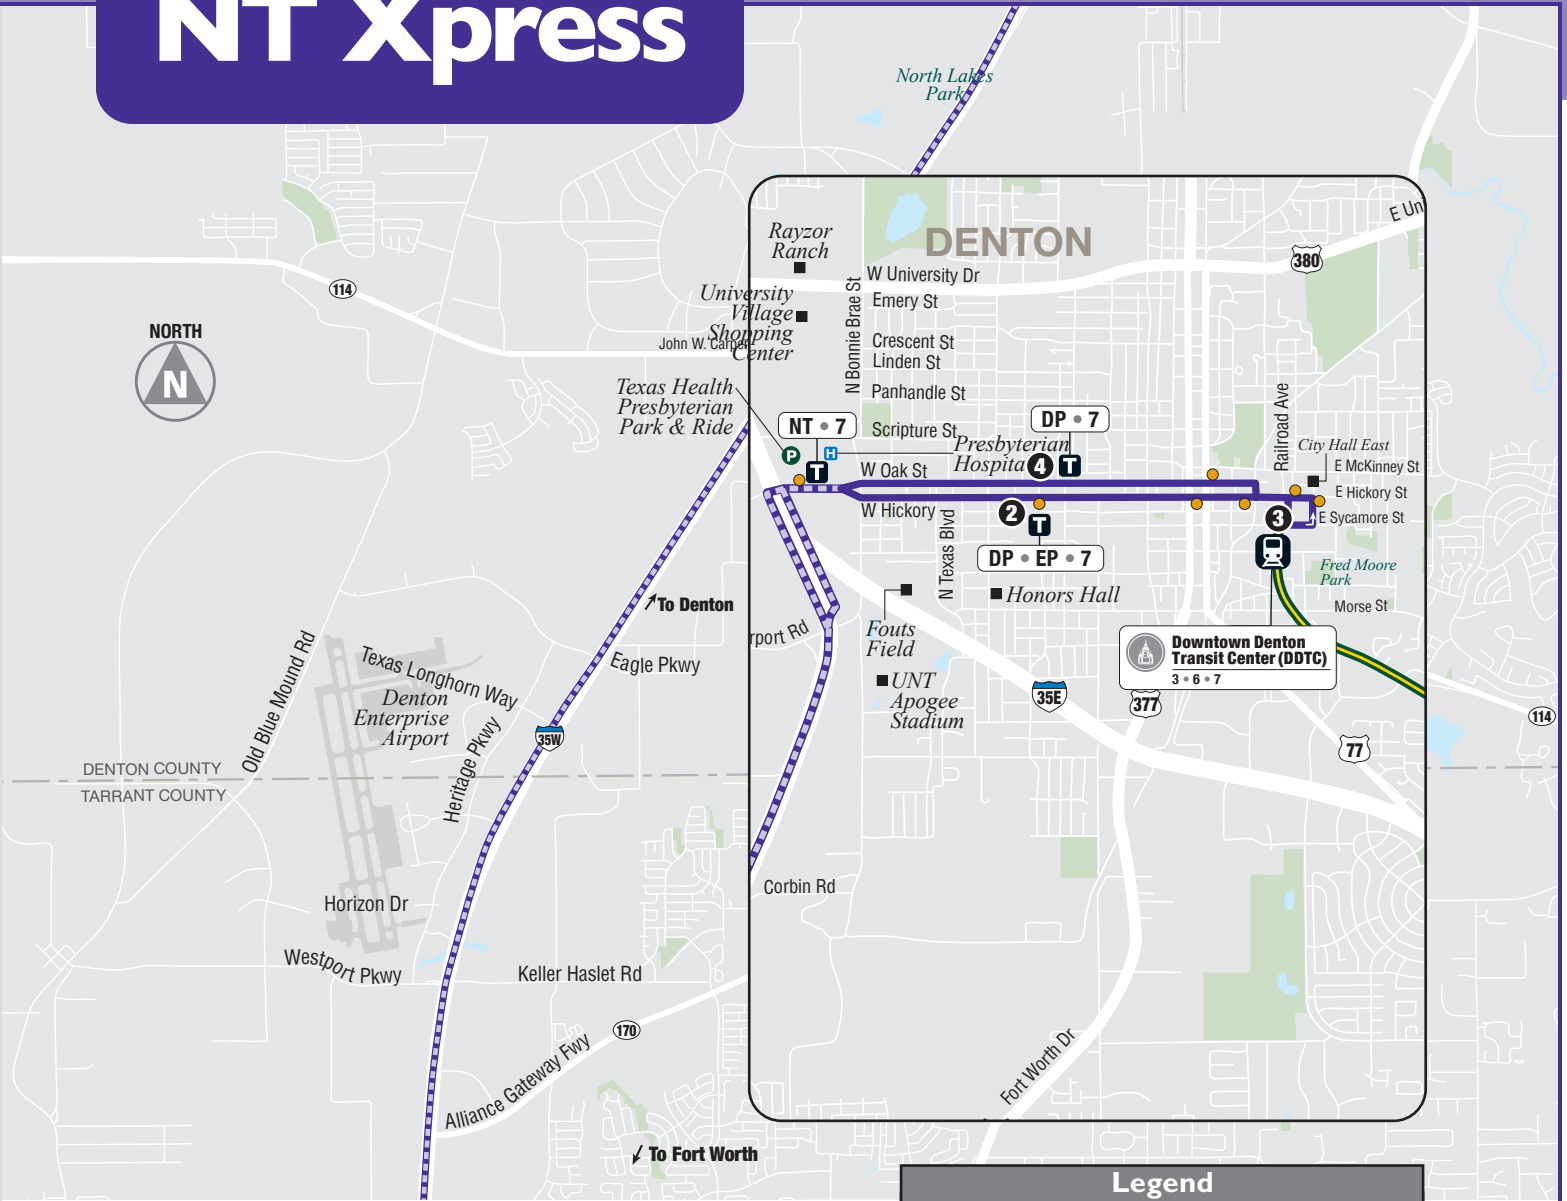 NT Xpress
North Lakes
Park
DENTON
E Un
380
Rayzor
Ranch
W University Dr
Emery St
University
Village
Shopping
Center
N Bonnie Brae St
Crescent St
Linden St
Panhandle St
114
NORTH
N
John W. Carpe
Texas Health
Presbyterian
Park & Ride
NT • 7
DP • 7
Scripture St
Presbyterian
Hospita
P
H
T
4
T
W Oak St
W Hickory
2
T
DP • EP • 7
N Texas Blvd
Railroad Ave
City Hall East
E McKinney St
E Hickory St
E Sycamore St
3
Fred Moore
Park
Morse St
Honors Hall
Fouts
Field
UNT
Apogee
Stadium
Downtown Denton
Transit Center (DDTC)
3 • 6 • 7
35E
377
77
114
To Denton
rport Rd
Eagle Pkwy
Texas Longhorn Way
Denton
Enterprise
Airport
Old Blue Mound Rd
Heritage Pkwy
35W
DENTON COUNTY
TARRANT COUNTY
Corbin Rd
Horizon Dr
Westport Pkwy
Keller Haslet Rd
170
Alliance Gateway Fwy
Fort Worth Dr
To Fort Worth
Legend